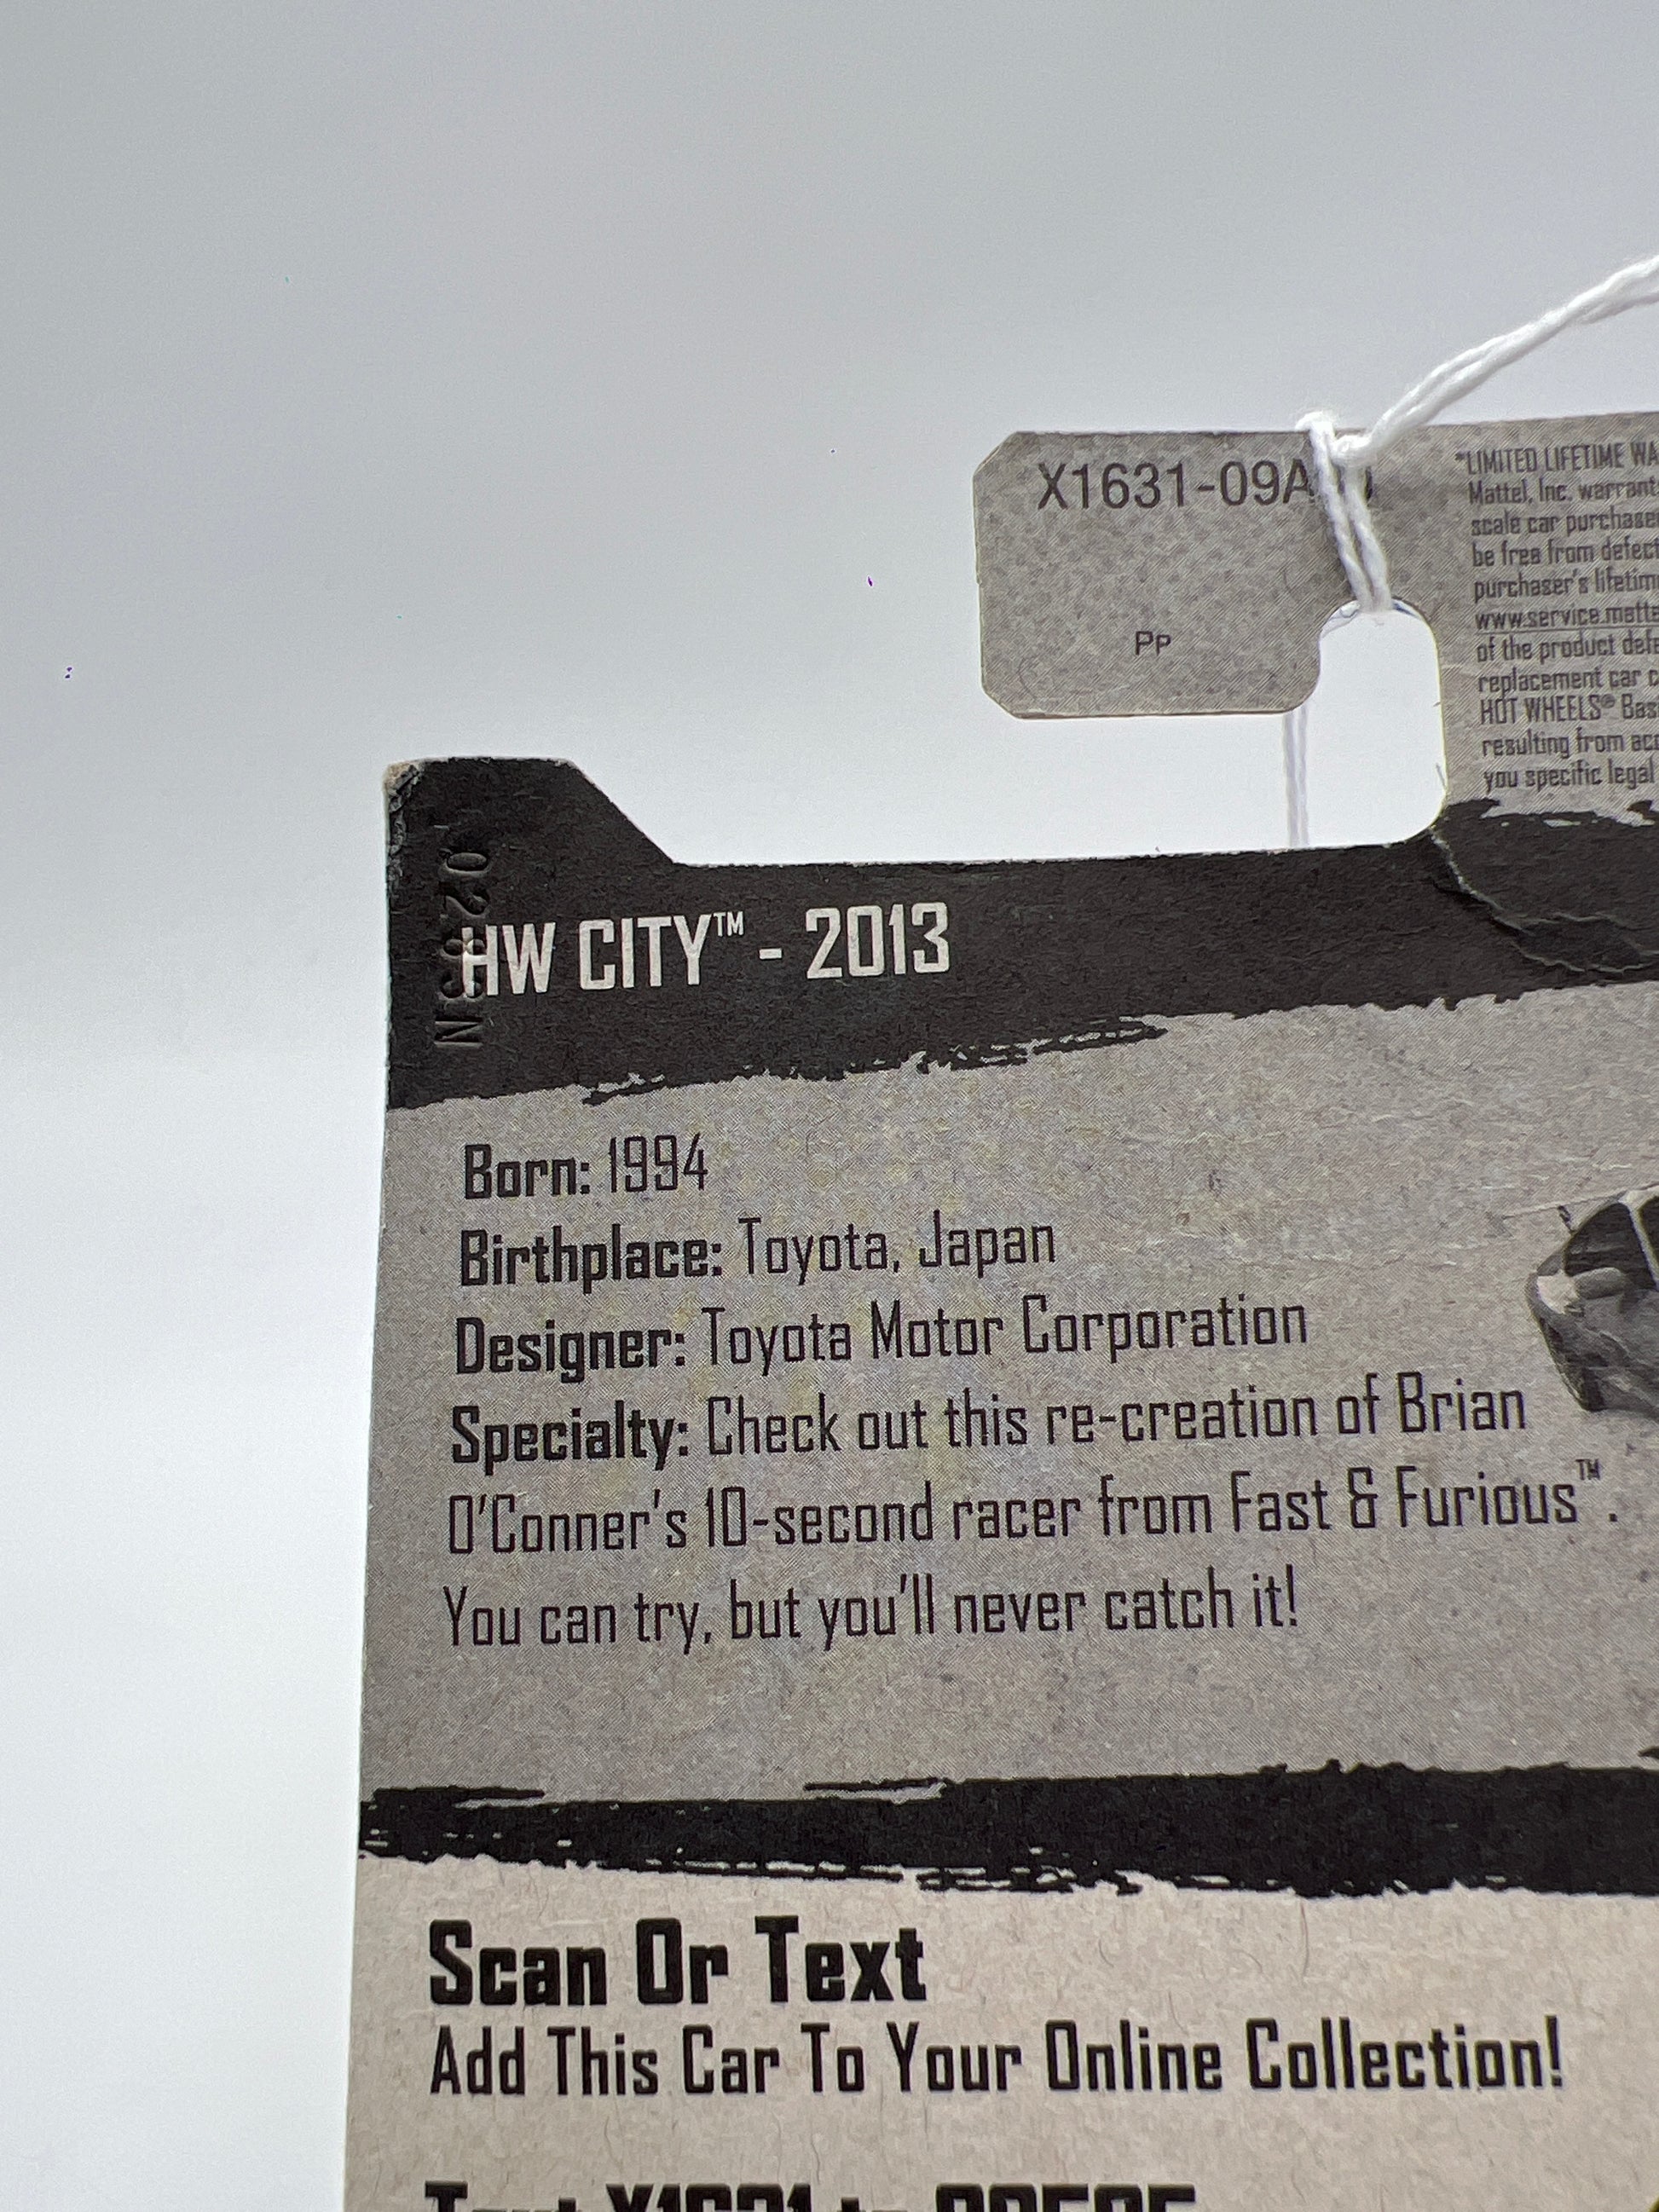 X1631-09A
Pp
*LIMITED LIFETIME
Mattel, Inc.
scale car
be free from
purchaser's
of the product
replacement car
HOT WHEELS®
resulting from
you specific legal
HW CITY™ - 2013
Born: 1994
Birthplace: Toyota, Japan
Designer: Toyota Motor Corporation
Specialty: Check out this re-creation of Brian
O'Conner's 10-second racer from Fast & Furious™.
You can try, but you'll never catch it!
Scan Or Text
Add This Car To Your Online Collection!